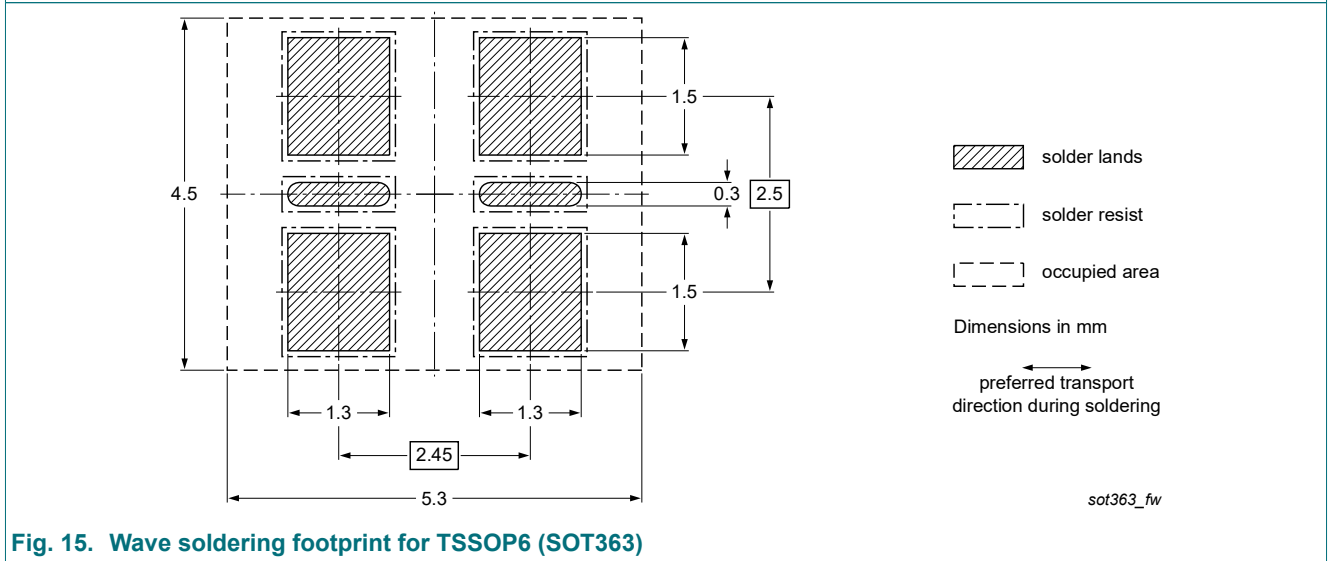 1.5
4.5
0.3 2.5
1.5
1.3 1.3
2.45
5.3
solder lands
solder resist
occupied area
Dimensions in mm
preferred transport
direction during soldering
sot363_fw
Fig. 15. Wave soldering footprint for TSSOP6 (SOT363)